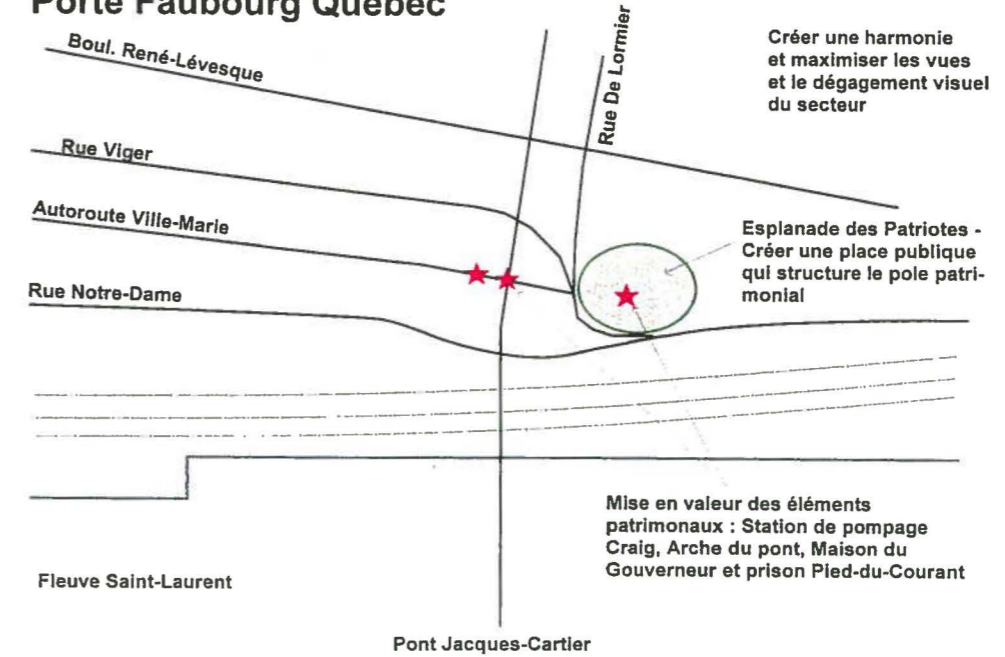 Porte Faubourg Québec
Boul. René-Lévesque
Rue De Lormier
Créer une harmonie
et maximiser les vues
et le dégagement visuel
du secteur
Rue Viger
Autoroute Ville-Marie
Rue Notre-Dame
Esplanade des Patriotes -
Créer une place publique
qui structure le pole patri-
monial
Mise en valeur des éléments
patrimonaux : Station de pompage
Craig, Arche du pont, Maison du
Gouverneur et prison Pied-du-Courant
Fleuve Saint-Laurent
Pont Jacques-Cartier